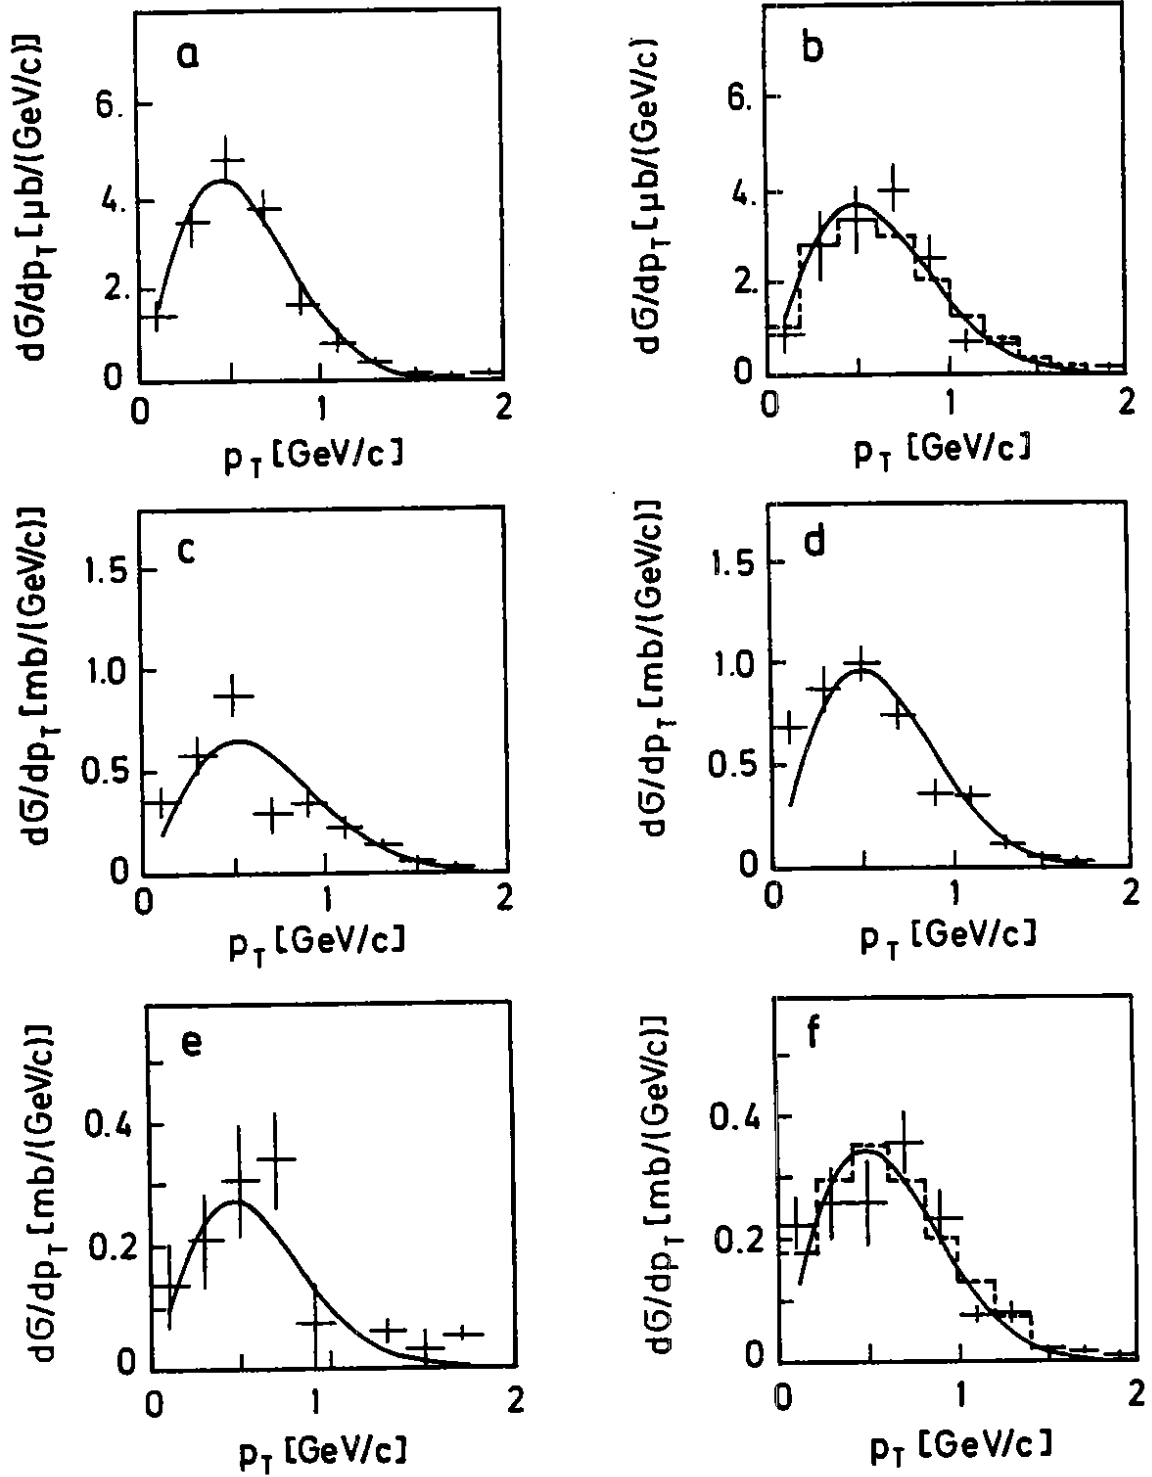 a
dσ/dp_T [μb/(GeV/c)]
6.
4.
2.
0
0 1 2
p_T [GeV/c]
b
dσ/dp_T [μb/(GeV/c)
6.
4.
2.
0
0 1 2
p_T [GeV/c]
c
dσ/dp_T [mb/(GeV/c)]
1.5
1.0
0.5
0
0 1 2
p_T [GeV/c]
d
dσ/dp_T [mb/(GeV/c)]
1.5
1.0
0.5
0
0 1 2
p_T [GeV/c]
e
dσ/dp_T [mb/(GeV/c)]
0.4
0.2
0
0 1 2
p_T [GeV/c]
f
dσ/dp_T [mb/(GeV/c)]
0.4
0.2
0
0 1 2
p_T [GeV/c]